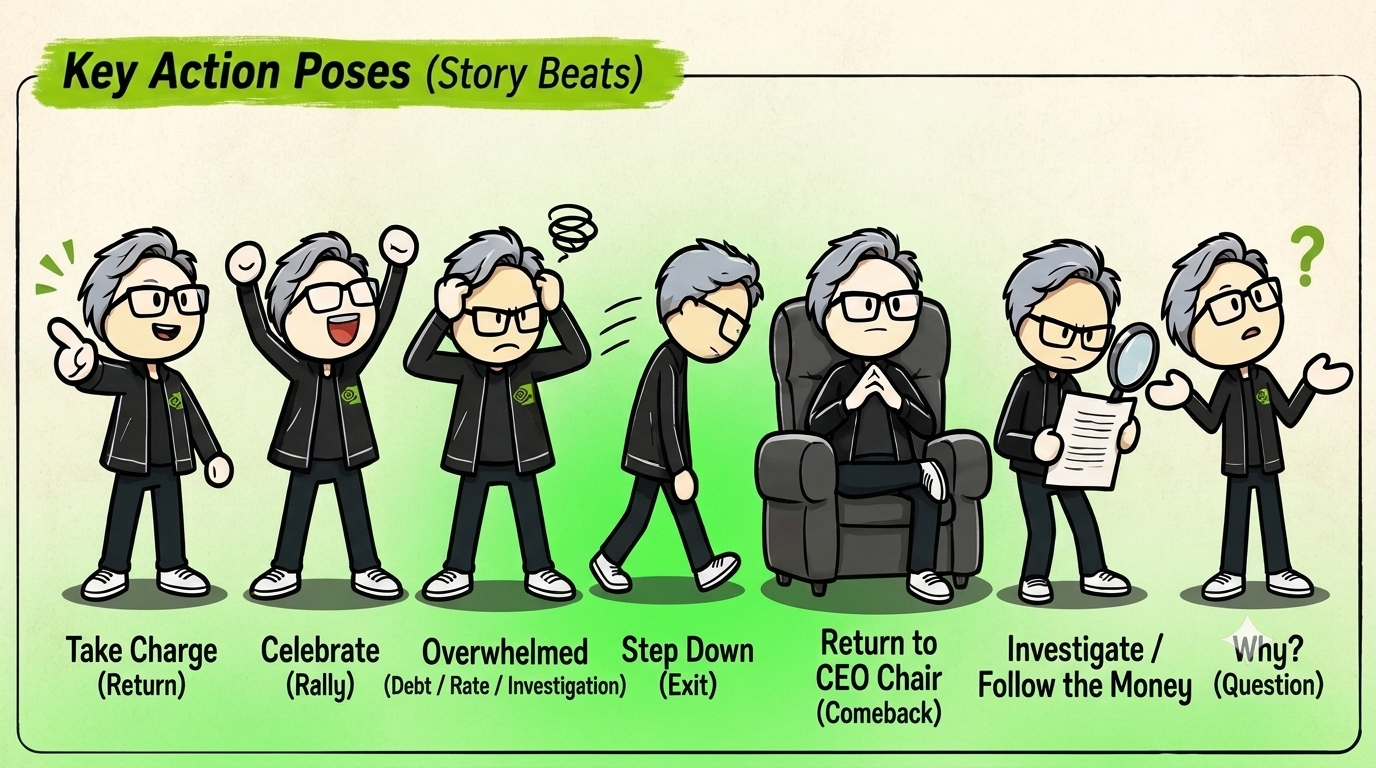 Key Action Poses (Story Beats)
?
Take Charge
(Return)
Celebrate
(Rally)
Overwhelmed
(Debt / Rate / Investigation)
Step Down
(Exit)
Return to
CEO Chair
(Comeback)
Investigate /
Follow the Money
Why?
(Question)